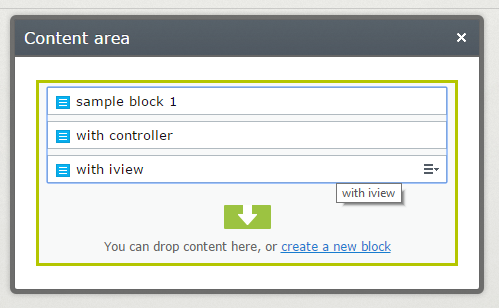 Content area
sample block 1
with controller
with iview
with iview
You can drop content here, or create a new block